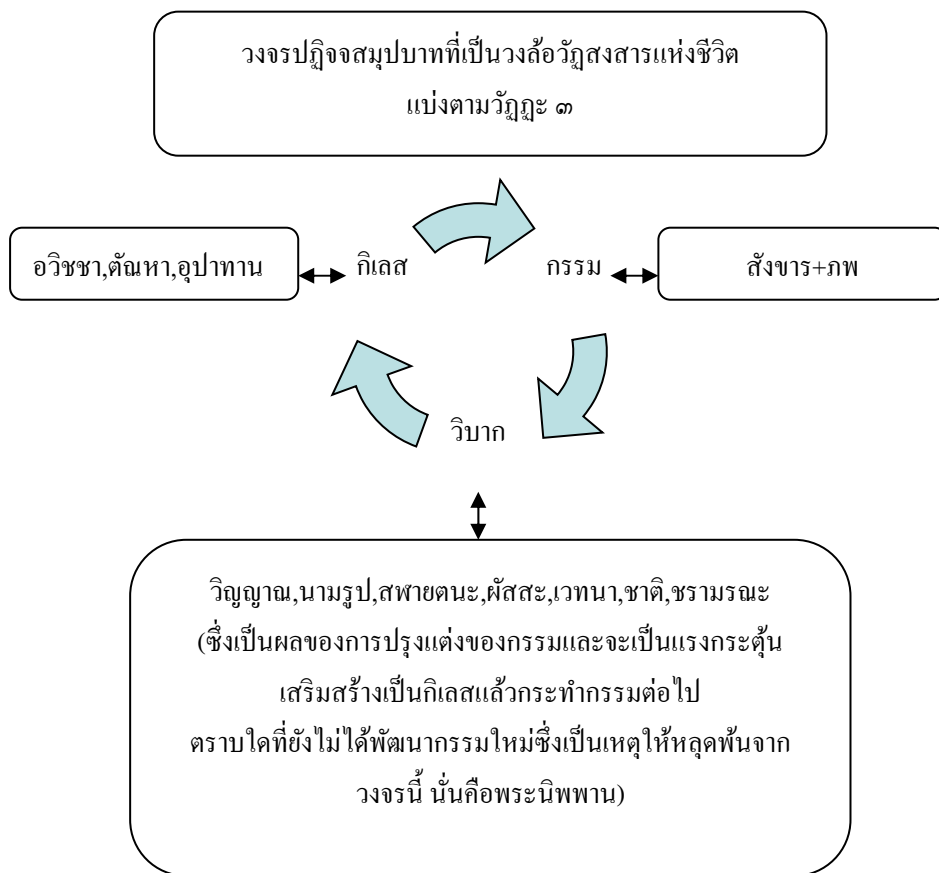 วงจรปฏิจจสมุปบาทที่เป็นวงล้อวัฏสงสารแห่งชีวิต
แบ่งตามวัฏฏะ ๓
อวิชชา,ตัณหา,อุปาทาน
กิเลส
กรรม
สังขาร+ภพ
วิบาก
วิญญาณ,นามรูป,สฬายตนะ,ผัสสะ,เวทนา,ชาติ,ชรามรณะ
(ซึ่งเป็นผลของการปรุงแต่งของกรรมและจะเป็นแรงกระตุ้น
เสริมสร้างเป็นกิเลสแล้วกระทำกรรมต่อไป
ตราบใดที่ยังไม่ได้พัฒนากรรมใหม่ซึ่งเป็นเหตุให้หลุดพ้นจาก
วงจรนี้ นั่นคือพระนิพพาน)